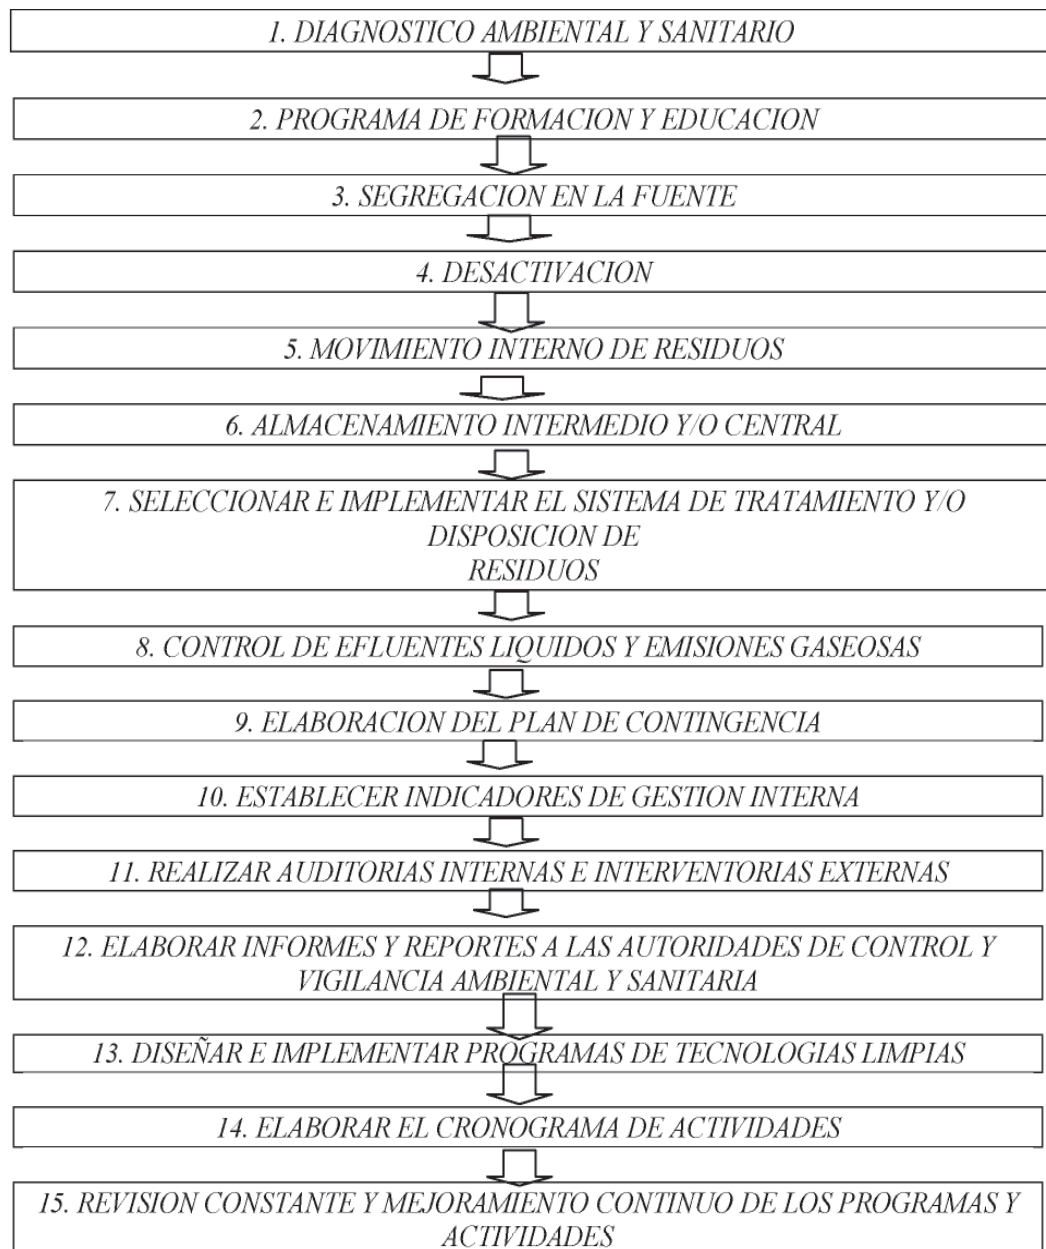 1. DIAGNOSTICO AMBIENTAL Y SANITARIO
2. PROGRAMA DE FORMACION Y EDUCACION
3. SEGREGACION EN LA FUENTE
4. DESACTIVACION
5. MOVIMIENTO INTERNO DE RESIDUOS
6. ALMACENAMIENTO INTERMEDIO Y/O CENTRAL
7. SELECCIONAR E IMPLEMENTAR EL SISTEMA DE TRATAMIENTO Y/O
DISPOSICION DE
RESIDUOS
8. CONTROL DE EFLUENTES LIQUIDOS Y EMISIONES GASEOSAS
9. ELABORACION DEL PLAN DE CONTINGENCIA
10. ESTABLECER INDICADORES DE GESTION INTERNA
11. REALIZAR AUDITORIAS INTERNAS E INTERVENTORIAS EXTERNAS
12. ELABORAR INFORMES Y REPORTES A LAS AUTORIDADES DE CONTROL Y
VIGILANCIA AMBIENTAL Y SANITARIA
13. DISEÑAR E IMPLEMENTAR PROGRAMAS DE TECNOLOGIAS LIMPIAS
14. ELABORAR EL CRONOGRAMA DE ACTIVIDADES
15. REVISION CONSTANTE Y MEJORAMIENTO CONTINUO DE LOS PROGRAMAS Y
ACTIVIDADES